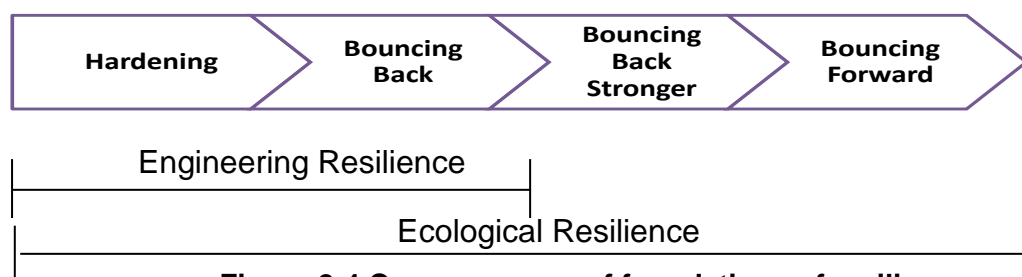 Hardening
Bouncing
Back
Bouncing
Back
Stronger
Bouncing
Forward
Engineering Resilience
Ecological Resilience